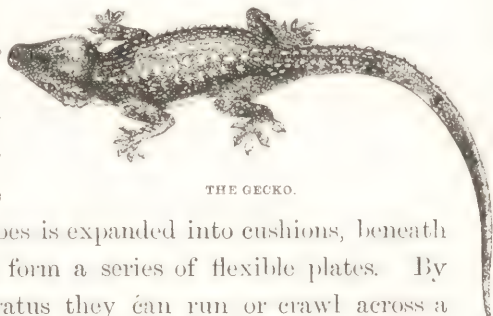 THE GECKO.
oes is expanded into cushions, beneath
form a series of flexible plates. By
ratus they can run or crawl across a